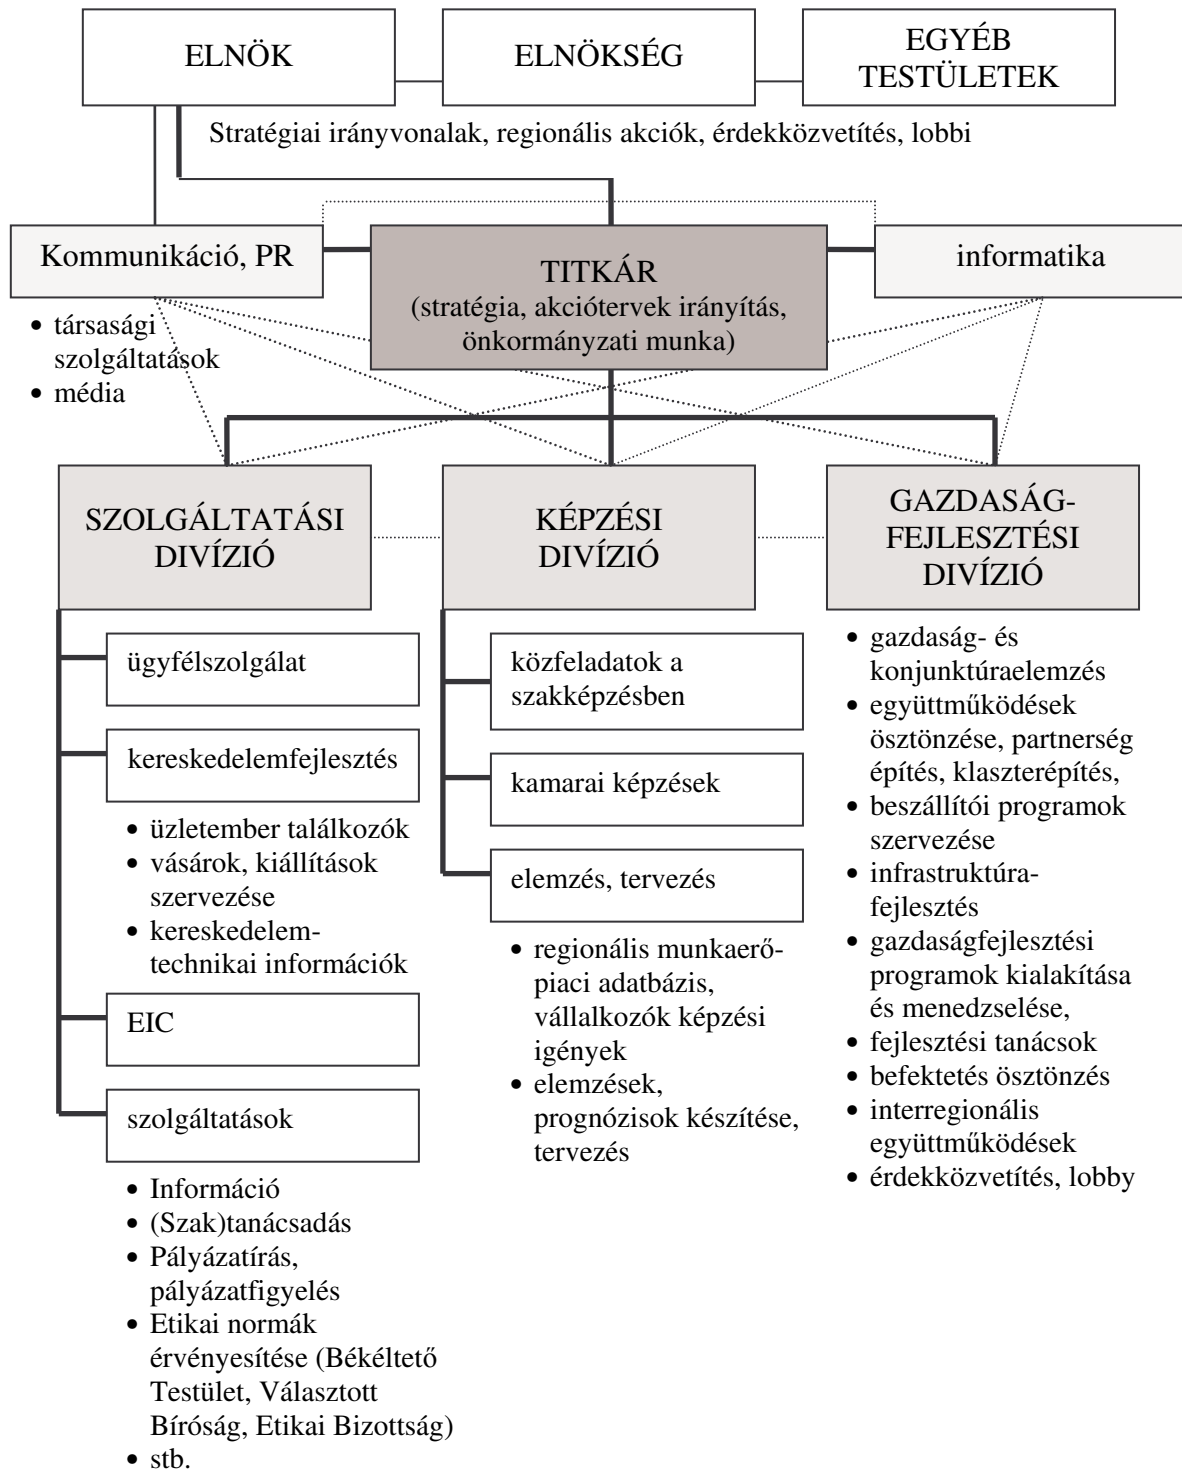 ELNÖK
ELNÖKSÉG
EGYÉB
TESTÜLETEK
Stratégiai irányvonalak, regionális akciók, érdekközvetítés, lobbi
Kommunikáció, PR
TITKÁR
(stratégia, akciótervek irányítás,
önkormányzati munka)
informatika
• társasági
szolgáltatások
• média
SZOLGÁLTATÁSI
DIVÍZIÓ
KÉPZÉSI
DIVÍZIÓ
GAZDASÁG-
FEJLESZTÉSI
DIVÍZIÓ
ügyfélszolgálat
kereskedelemfejlesztés
• üzletember találkozók
• vásárok, kiállítások
szervezése
• kereskedelem-
technikai információk
EIC
szolgáltatások
• Információ
• (Szak)tanácsadás
• Pályázatírás,
pályázatfigyelés
• Etikai normák
érvényesítése (Békéltető
Testület, Választott
Bíróság, Etikai Bizottság)
• stb.
közfeladatok a
szakképzésben
kamarai képzések
elemzés, tervezés
• regionális munkaerő-
piaci adatbázis,
vállalkozók képzési
igények
• elemzések,
prognózisok készítése,
tervezés
• gazdaság- és
konjunktúraelemzés
• együttműködések
ösztönzése, partnerség
építés, klaszterépítés,
• beszállítói programok
szervezése
• infrastruktúra-
fejlesztés
• gazdaságfejlesztési
programok kialakítása
és menedzselése,
• fejlesztési tanácsok
• befektetés ösztönzés
• interregionális
együttműködések
• érdekközvetítés, lobby